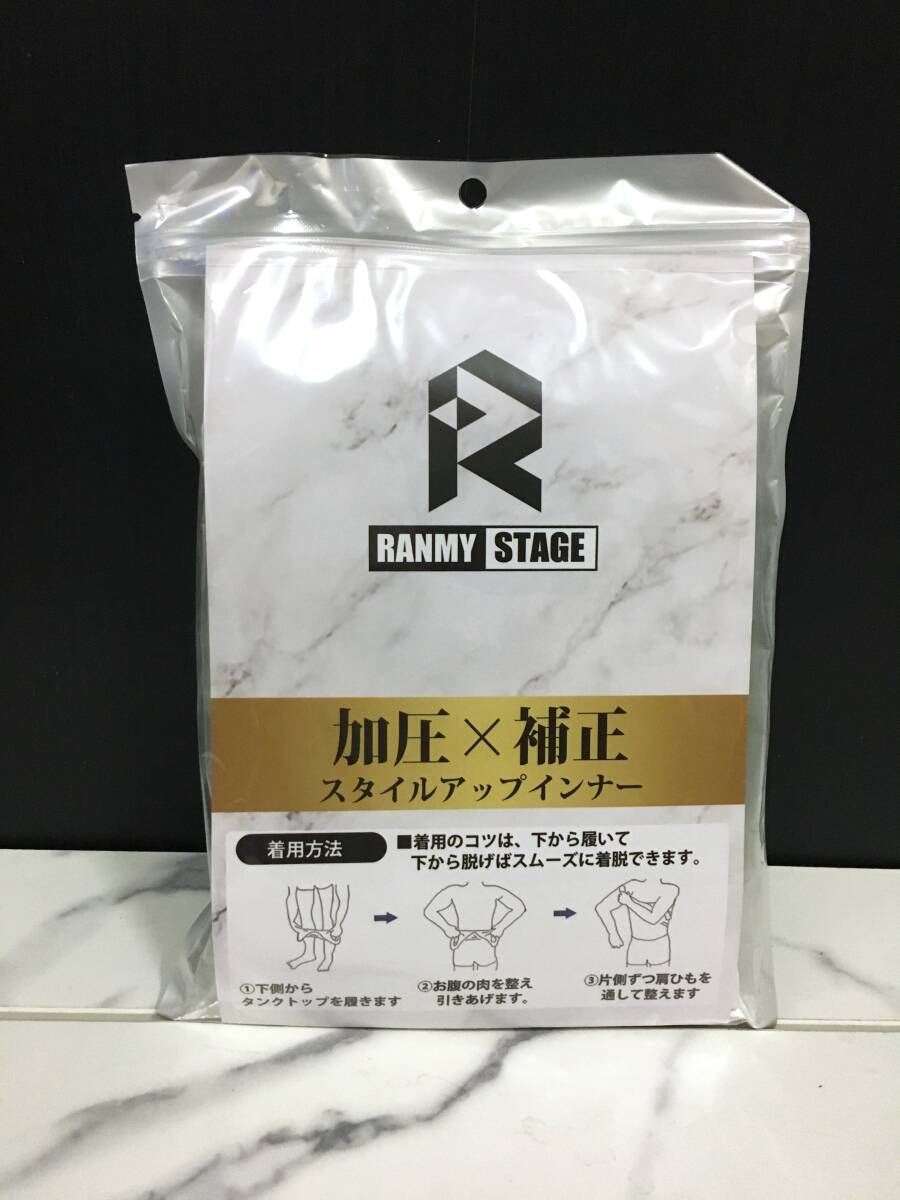 RANMY STAGE
加圧×補正
スタイルアップインナー
着用方法
■着用のコツは、下から履いて
下から脱げばスムーズに着脱できます。
①下側から
タンクトップを履きます
②お腹の肉を整え
引きあげます。
③片側ずつ肩ひもを
通して整えます